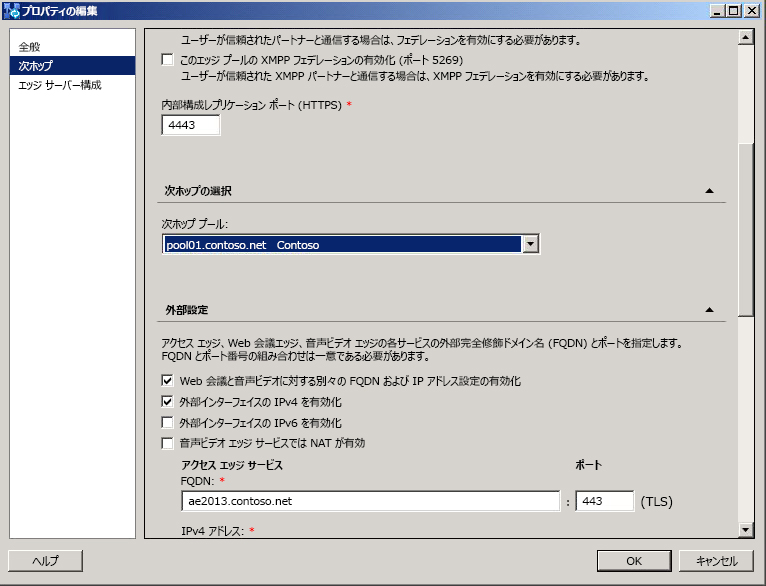 プロパティの編集
全般
次ホップ
エッジ サーバー構成
ユーザーが信頼されたパートナーと通信する場合は、フェデレーションを有効にする必要があります。
このエッジ プールの XMPP フェデレーションの有効化 (ポート 5269)
ユーザーが信頼された XMPP パートナーと通信する場合は、XMPP フェデレーションを有効にする必要があります。
内部構成レプリケーション ポート (HTTPS) *
4443
次ホップの選択
次ホップ プール:
pool01.contoso.net Contoso
外部設定
アクセス エッジ、Web 会議エッジ、音声ビデオ エッジの各サービスの外部完全修飾ドメイン名 (FQDN) とポートを指定します。
FQDN とポート番号の組み合わせは一意である必要があります。
Web 会議と音声ビデオに対する別々の FQDN および IP アドレス設定の有効化
外部インターフェイスの IPv4 を有効化
外部インターフェイスの IPv6 を有効化
音声ビデオ エッジ サービスでは NAT が有効
アクセス エッジ サービス ポート
FQDN: *
ae2013.contoso.net : 443 (TLS)
IPv4 アドレス: *
ヘルプ OK キャンセル